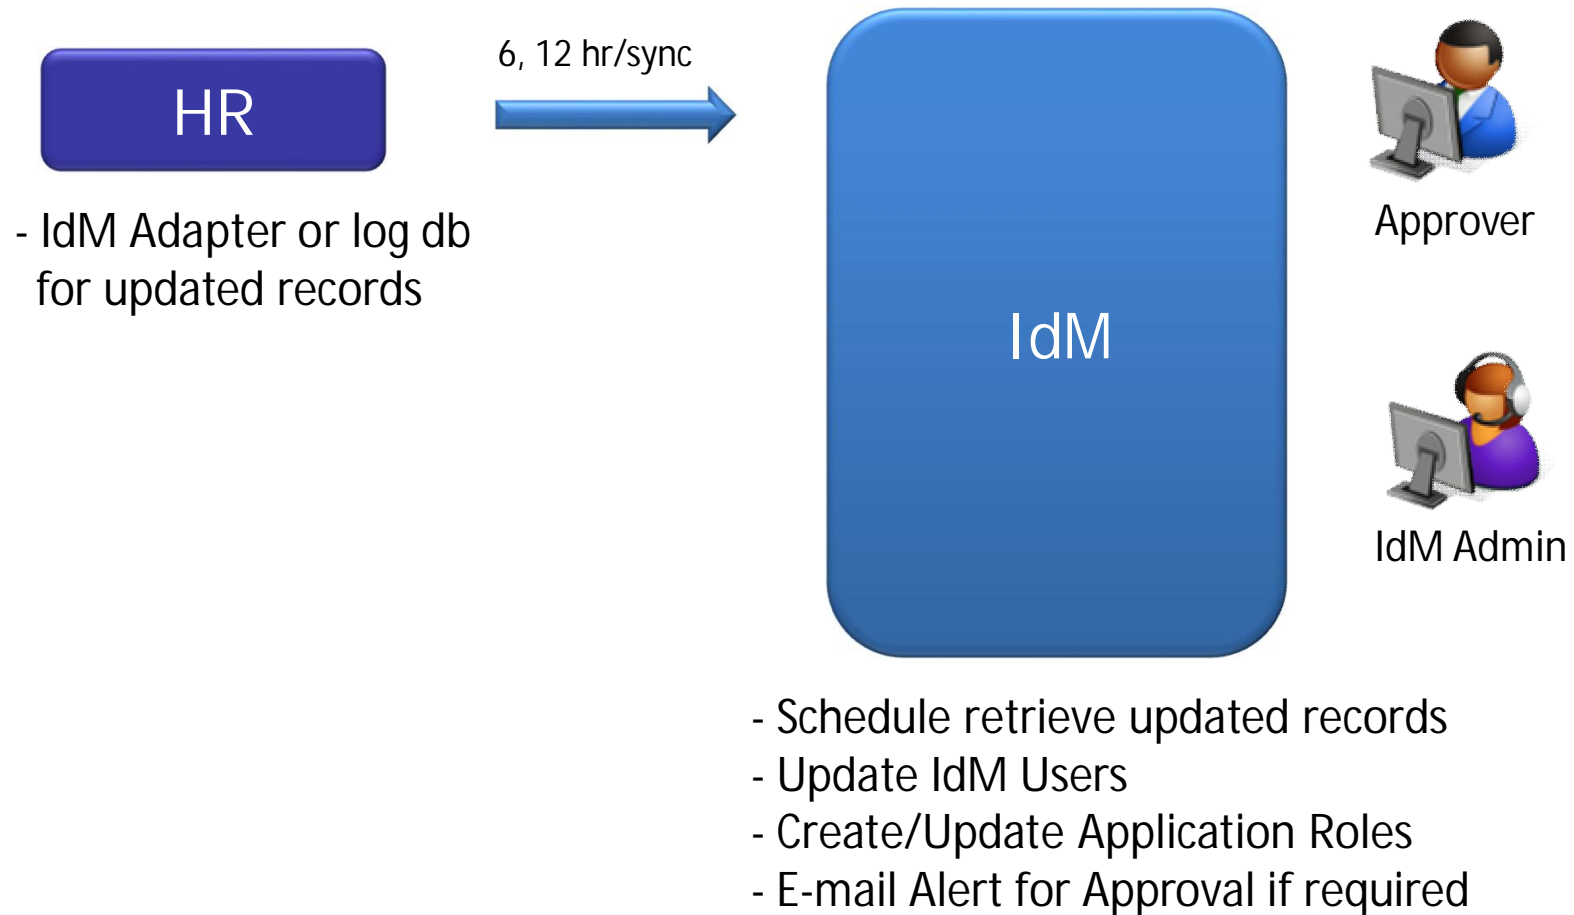 HR
6, 12 hr/sync
- IdM Adapter or log db
for updated records
IdM
Approver
IdM Admin
- Schedule retrieve updated records
- Update IdM Users
- Create/Update Application Roles
- E-mail Alert for Approval if required